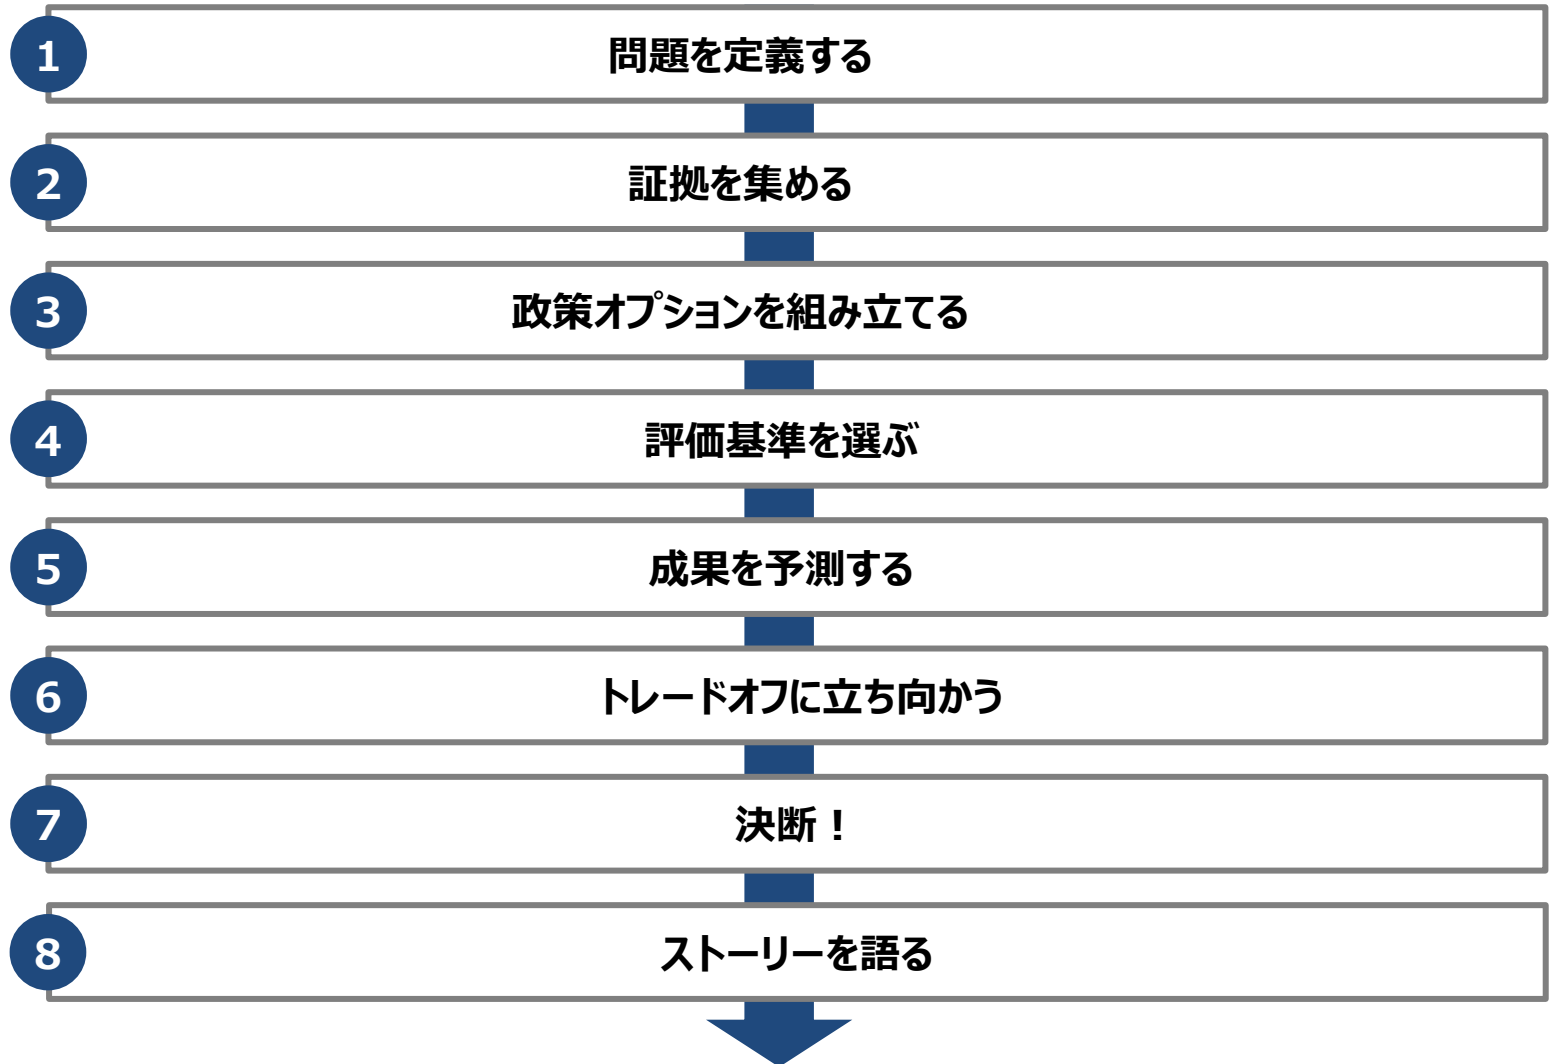 1 問題を定義する
2 証拠を集める
3 政策オプションを組み立てる
4 評価基準を選ぶ
5 成果を予測する
6 トレードオフに立ち向かう
7 決断！
8 ストーリーを語る